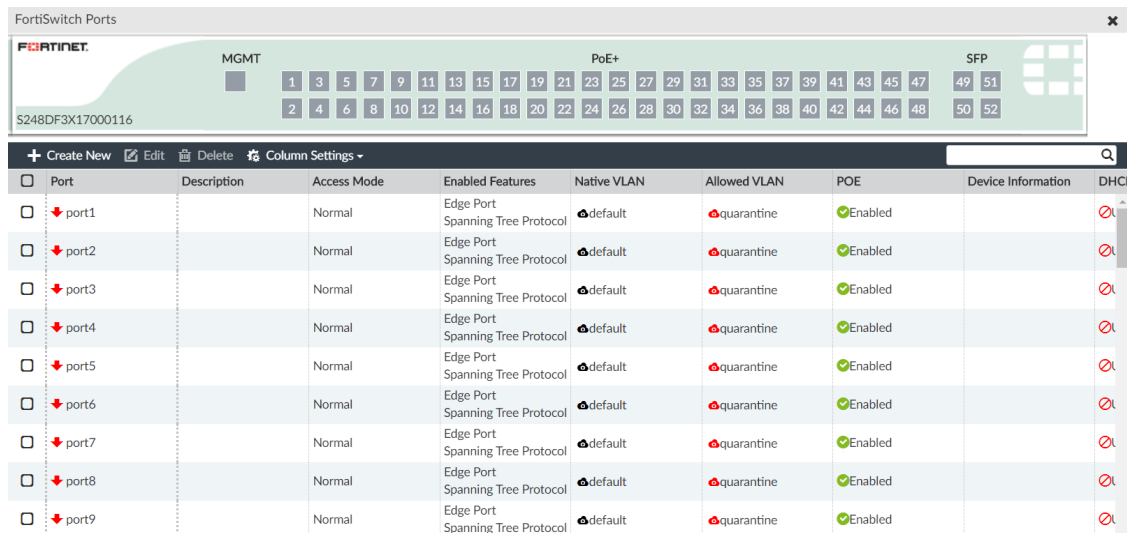 FortiSwitch Ports
FORTINET
MGMT PoE+ SFP
1 3 5 7 9 11 13 15 17 19 21 23 25 27 29 31 33 35 37 39 41 43 45 47 49 51
2 4 6 8 10 12 14 16 18 20 22 24 26 28 30 32 34 36 38 40 42 44 46 48 50 52
S248DF3X17000116
Create New Edit Delete Column Settings
Port Description Access Mode Enabled Features Native VLAN Allowed VLAN POE Device Information DHC
port1 Normal Edge Port default quarantine Enabled
Spanning Tree Protocol
port2 Normal Edge Port default quarantine Enabled
Spanning Tree Protocol
port3 Normal Edge Port default quarantine Enabled
Spanning Tree Protocol
port4 Normal Edge Port default quarantine Enabled
Spanning Tree Protocol
port5 Normal Edge Port default quarantine Enabled
Spanning Tree Protocol
port6 Normal Edge Port default quarantine Enabled
Spanning Tree Protocol
port7 Normal Edge Port default quarantine Enabled
Spanning Tree Protocol
port8 Normal Edge Port default quarantine Enabled
Spanning Tree Protocol
port9 Normal Edge Port default quarantine Enabled
Spanning Tree Protocol